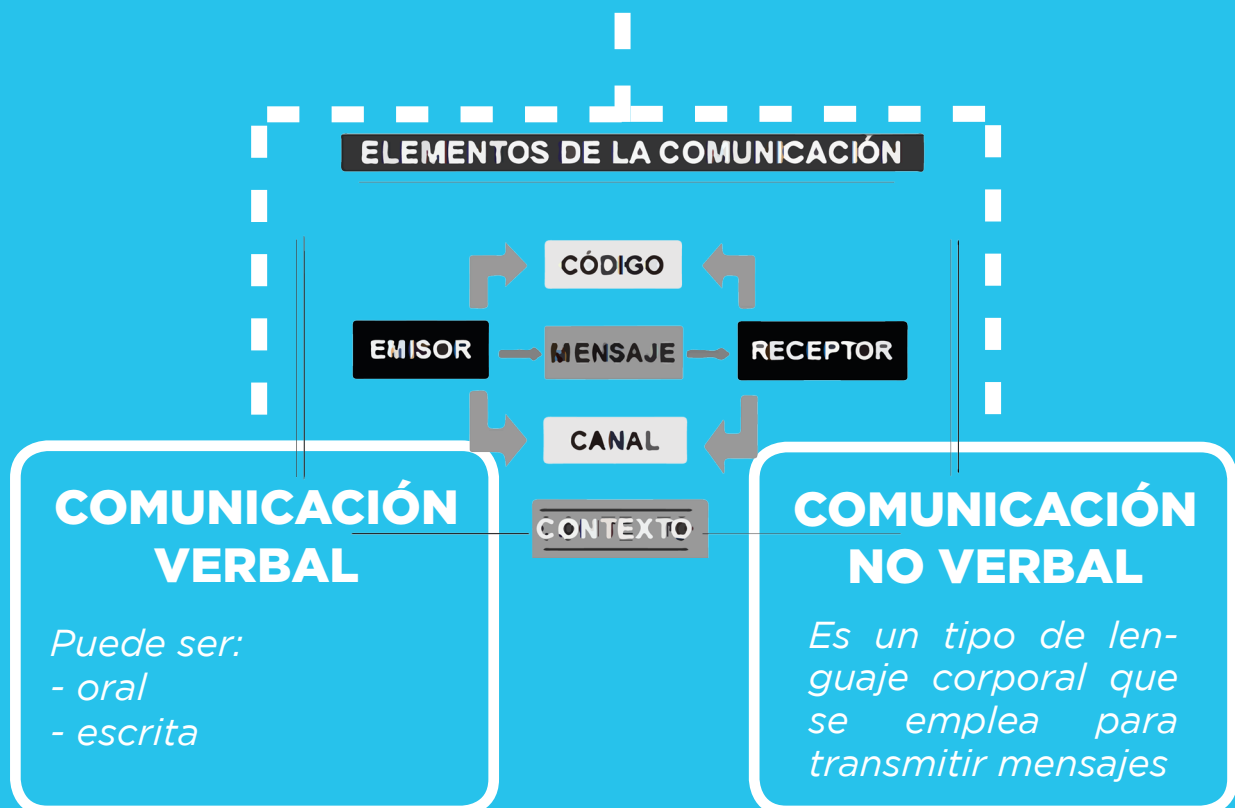 ELEMENTOS DE LA COMUNICACIÓN
CÓDIGO
EMISOR
MENSAJE
RECEPTOR
CANAL
CONTEXTO
COMUNICACIÓN
VERBAL
Puede ser:
- oral
- escrita
COMUNICACIÓN
NO VERBAL
Es un tipo de len-
guaje corporal que
se emplea para
transmitir mensajes